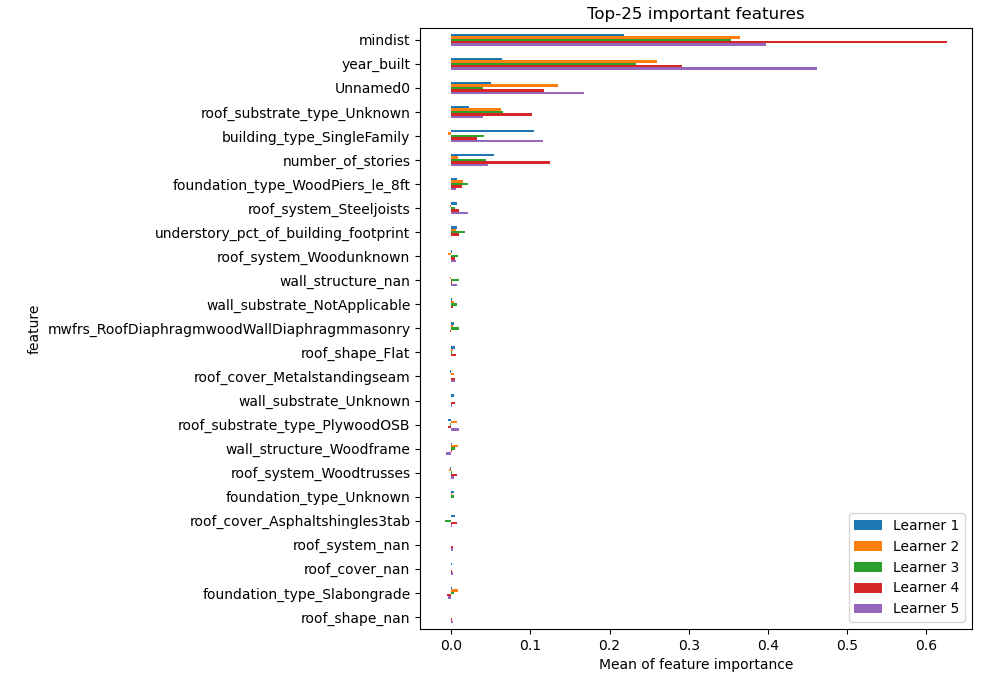 Top-25 important features
mindist
year_built
Unnamed0
roof_substrate_type_Unknown
building_type_SingleFamily
number_of_stories
foundation_type_WoodPiers_le_8ft
roof_system_Steeljoists
understory_pct_of_building_footprint
roof_system_Woodunknown
wall_structure_nan
wall_substrate_NotApplicable
mwfrs_RoofDiaphragmwoodWallDiaphragmmasonry
roof_shape_Flat
roof_cover_Metalstandingseam
wall_substrate_Unknown
roof_substrate_type_PlywoodOSB
wall_structure_Woodframe
roof_system_Woodtrusses
foundation_type_Unknown
roof_cover_Asphaltshingles3tab
roof_system_nan
roof_cover_nan
foundation_type_Slabongrade
roof_shape_nan
feature
Learner 1
Learner 2
Learner 3
Learner 4
Learner 5
0.0 0.1 0.2 0.3 0.4 0.5 0.6
Mean of feature importance